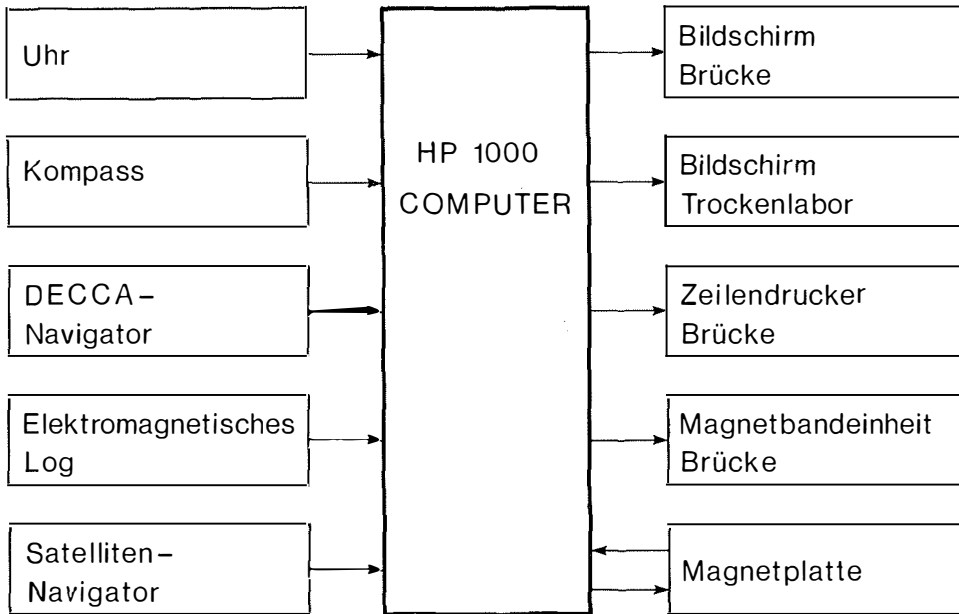 Uhr
Kompass
DECCA–
Navigator
Elektromagnetisches
Log
Satelliten–
Navigator
HP 1000
COMPUTER
Bildschirm
Brücke
Bildschirm
Trockenlabor
Zeilendrucker
Brücke
Magnetbandeinheit
Brücke
Magnetplatte